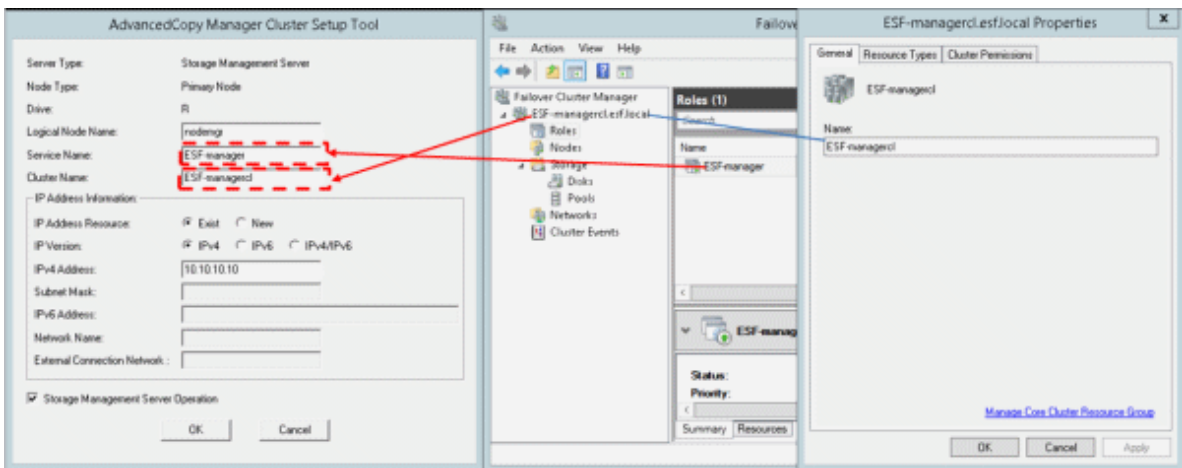 AdvancedCopy Manager Cluster Setup Tool
Server Type: Storage Management Server
Node Type: Primary Node
Drive: R
Logical Node Name: nodemgr
Service Name: ESF-manager
Cluster Name: ESF-managercl
IP Address Information:
IP Address Resource: Exist New
IP Version: IPv4 IPv6 IPv4/IPv6
IPv4 Address: 10.10.10.10
Subnet Mask:
IPv6 Address:
Network Name:
External Connection Network :
Storage Management Server Operation
OK Cancel
Failove
File Action View Help
Failover Cluster Manager
ESF-managercl.esf.local
Roles
Nodes
Storage
Disks
Pools
Networks
Cluster Events
Roles (1)
Search
Name
ESF-manager
ESF-manag
Status:
Priority:
Summary Resources
ESF-managercl.esf.local Properties x
General Resource Types Cluster Permissions
ESF-managercl
Name:
ESF-managercl
Manage Core Cluster Resource Group
OK Cancel Apply